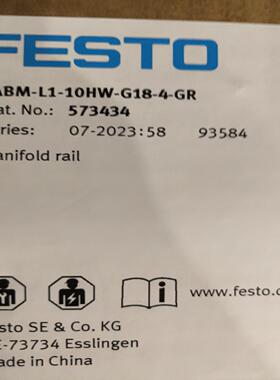 FESTO
ABM-L1-10HW-G18-4-GR
at. No.: 573434
ries: 07-2023:58 93584
anifold rail
www.festo.c
sto SE & Co. KG
E-73734 Esslingen
ade in China